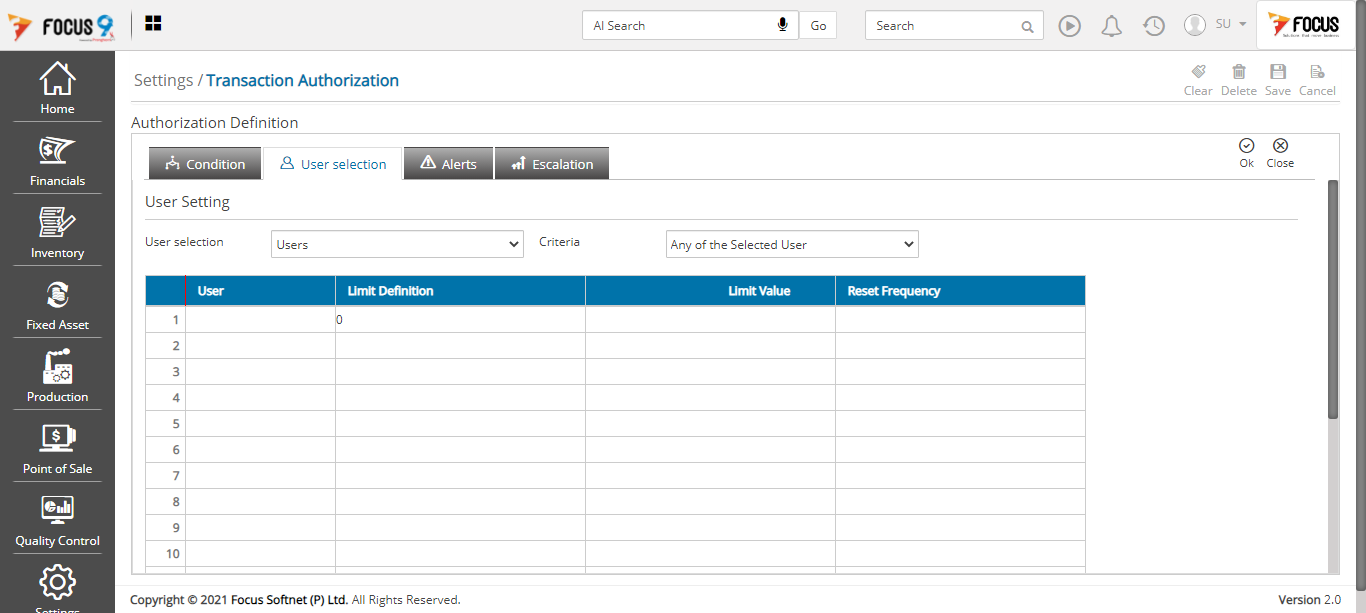 FOCUS 9
AI Search
Go
Search
SU
FOCUS
Home
Financials
Inventory
Fixed Asset
Production
Point of Sale
Quality Control
Settings
Settings / Transaction Authorization
Clear Delete Save Cancel
Authorization Definition
Condition User selection Alerts Escalation
Ok Close
User Setting
User selection Users Criteria Any of the Selected User
User Limit Definition Limit Value Reset Frequency
1 0
2
3
4
5
6
7
8
9
10
Copyright © 2021 Focus Softnet (P) Ltd. All Rights Reserved.
Version 2.0